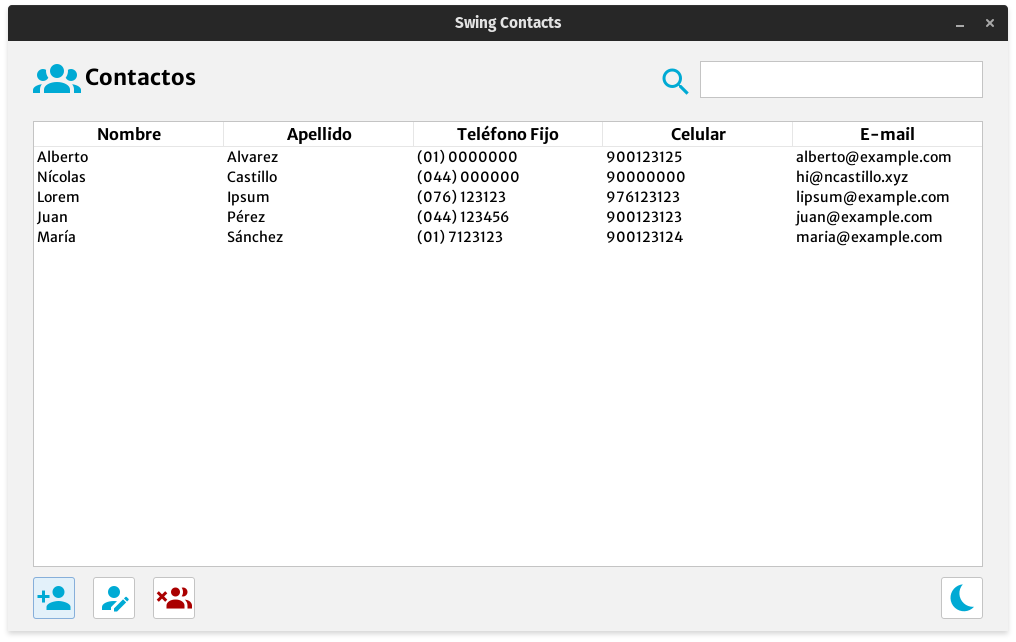 Swing Contacts
Contactos
Nombre Apellido Teléfono Fijo Celular E-mail
Alberto Alvarez (01) 0000000 900123125 alberto@example.com
Nícolas Castíllo (044) 000000 90000000 hi@ncastillo.xyz
Lorem Ipsum (076) 123123 976123123 lipsum@example.com
Juan Pérez (044) 123456 900123123 juan@example.com
María Sánchez (01) 7123123 900123124 maria@example.com